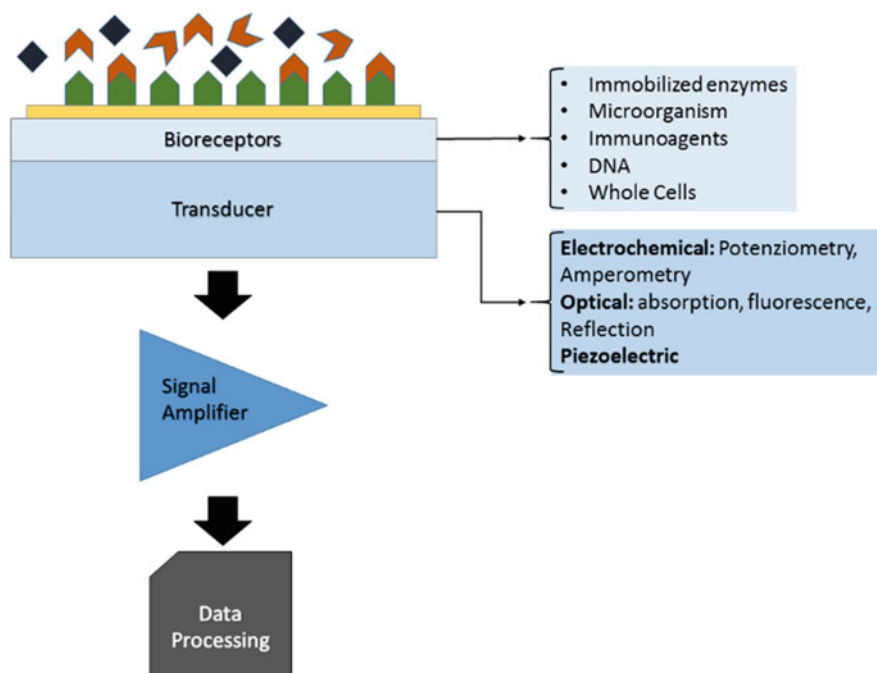 Bioreceptors
Transducer
• Immobilized enzymes
• Microorganism
• Immunoagents
• DNA
• Whole Cells
Electrochemical: Potenziometry,
Amperometry
Optical: absorption, fluorescence,
Reflection
Piezoelectric
Signal
Amplifier
Data
Processing